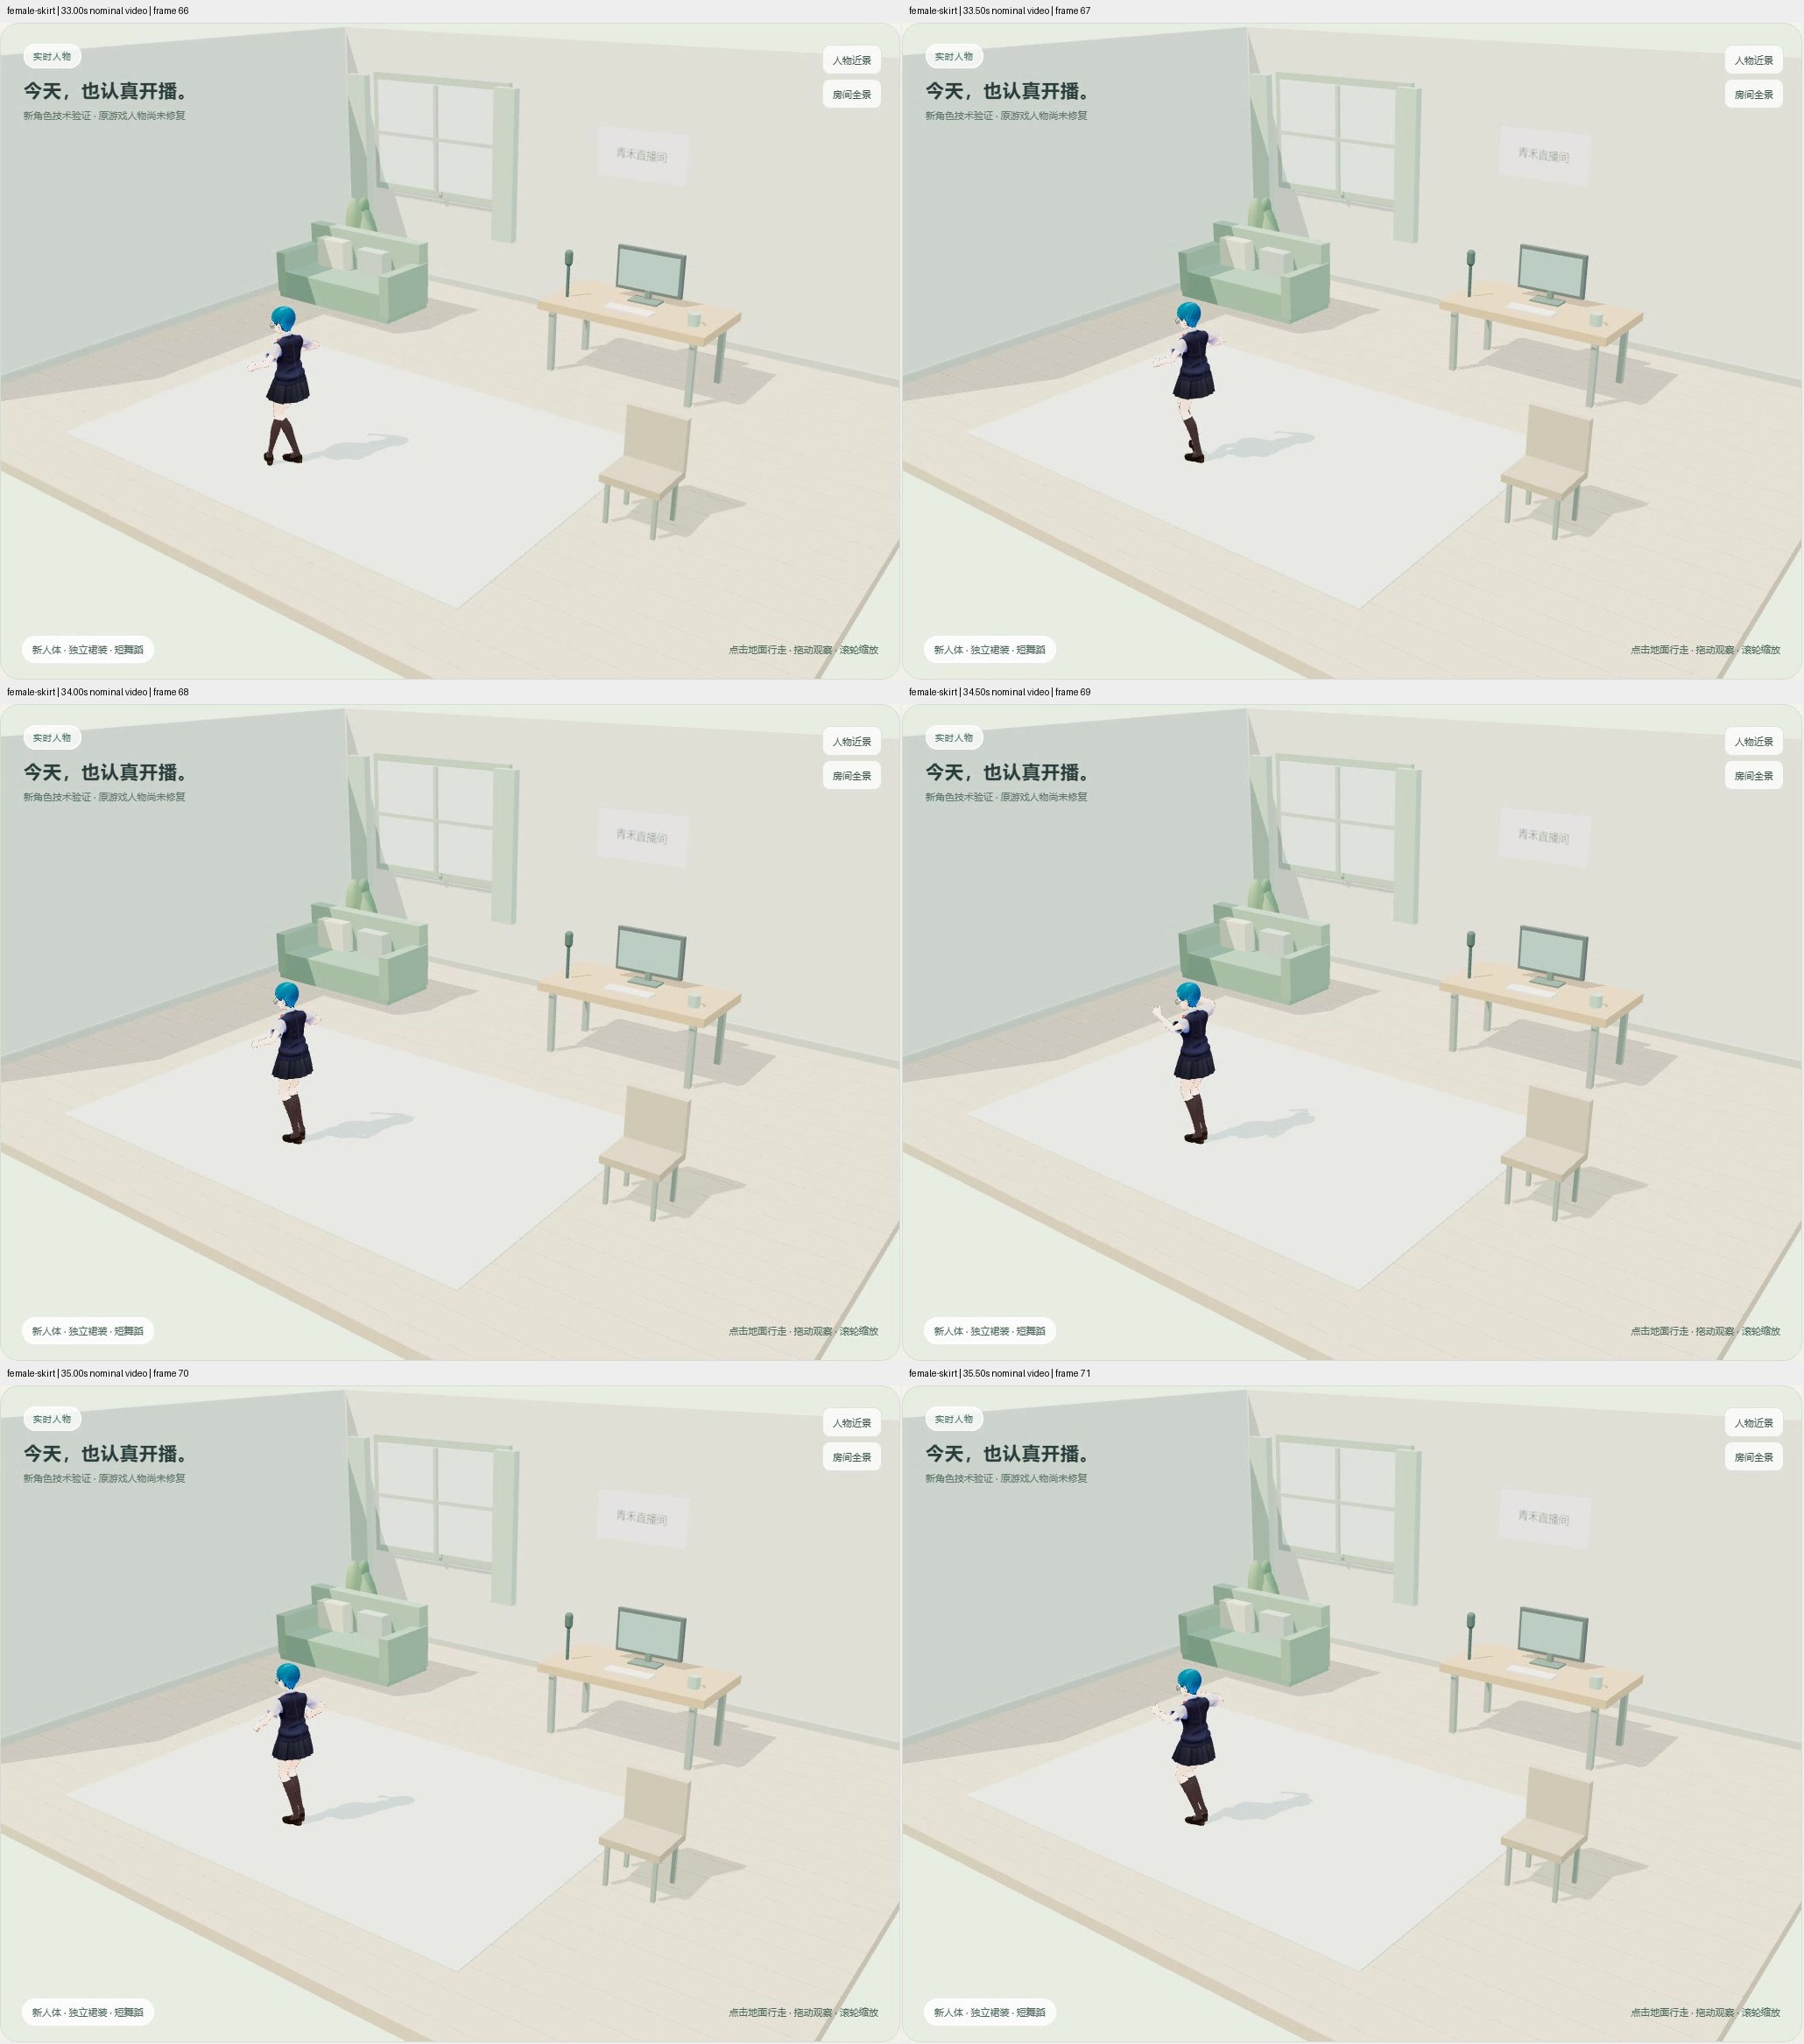 female-skirt | 33.00s nominal video | frame 66
实时人物
今天，也认真开播。
新角色技术验证 · 原游戏人物尚未修复
人物近景
房间全景
青禾直播间
新人体 · 独立裙装 · 短舞蹈
点击地面行走 · 拖动观察 · 滚轮缩放
female-skirt | 33.50s nominal video | frame 67
实时人物
今天，也认真开播。
新角色技术验证 · 原游戏人物尚未修复
人物近景
房间全景
青禾直播间
新人体 · 独立裙装 · 短舞蹈
点击地面行走 · 拖动观察 · 滚轮缩放
female-skirt | 34.00s nominal video | frame 68
实时人物
今天，也认真开播。
新角色技术验证 · 原游戏人物尚未修复
人物近景
房间全景
青禾直播间
新人体 · 独立裙装 · 短舞蹈
点击地面行走 · 拖动观察 · 滚轮缩放
female-skirt | 34.50s nominal video | frame 69
实时人物
今天，也认真开播。
新角色技术验证 · 原游戏人物尚未修复
人物近景
房间全景
青禾直播间
新人体 · 独立裙装 · 短舞蹈
点击地面行走 · 拖动观察 · 滚轮缩放
female-skirt | 35.00s nominal video | frame 70
实时人物
今天，也认真开播。
新角色技术验证 · 原游戏人物尚未修复
人物近景
房间全景
青禾直播间
新人体 · 独立裙装 · 短舞蹈
点击地面行走 · 拖动观察 · 滚轮缩放
female-skirt | 35.50s nominal video | frame 71
实时人物
今天，也认真开播。
新角色技术验证 · 原游戏人物尚未修复
人物近景
房间全景
青禾直播间
新人体 · 独立裙装 · 短舞蹈
点击地面行走 · 拖动观察 · 滚轮缩放